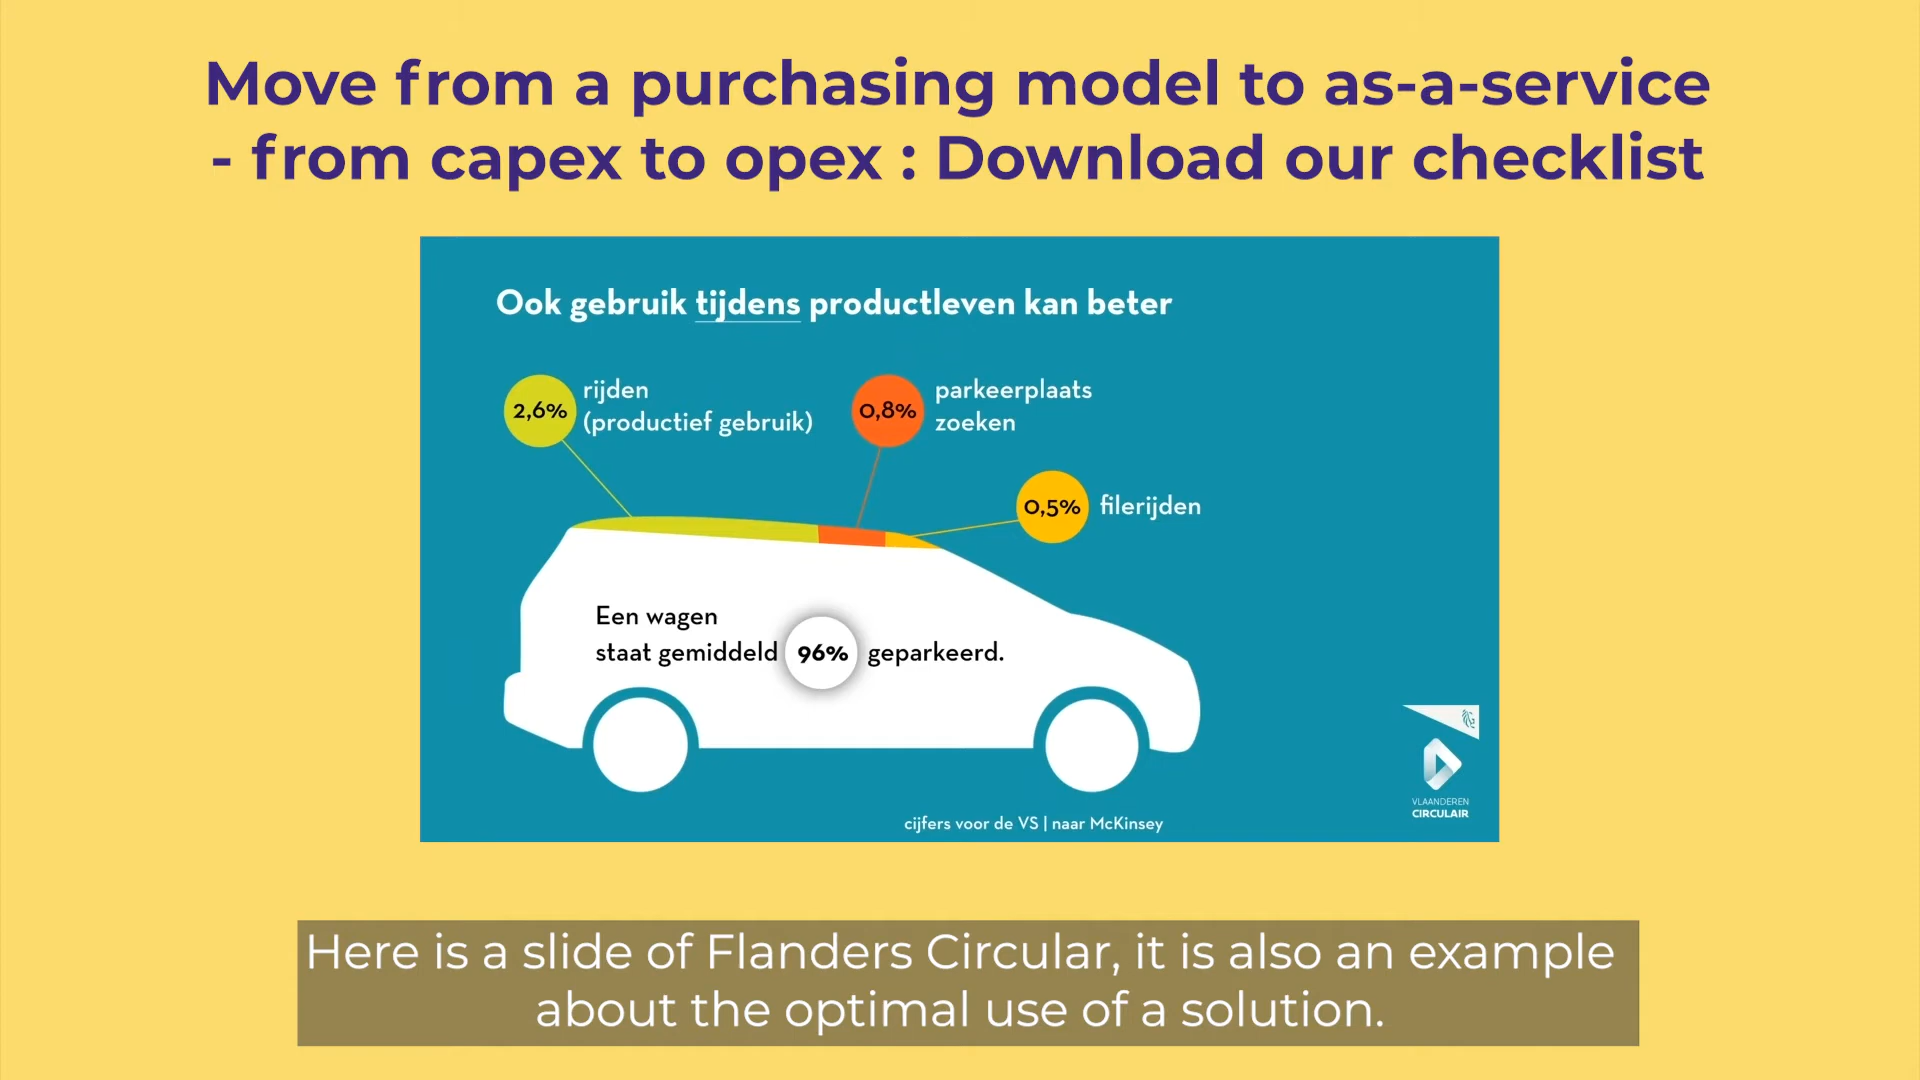 Move from a purchasing model to as-a-service
- from capex to opex : Download our checklist
Ook gebruik tijdens productleven kan beter
2,6%
rijden
(productief gebruik)
0,8%
parkeerplaats
zoeken
0,5%
filerijden
Een wagen
staat gemiddeld 96% geparkeerd.
cijfers voor de VS | naar McKinsey
VLAANDEREN
CIRCULAIR
Here is a slide of Flanders Circular, it is also an example
about the optimal use of a solution.